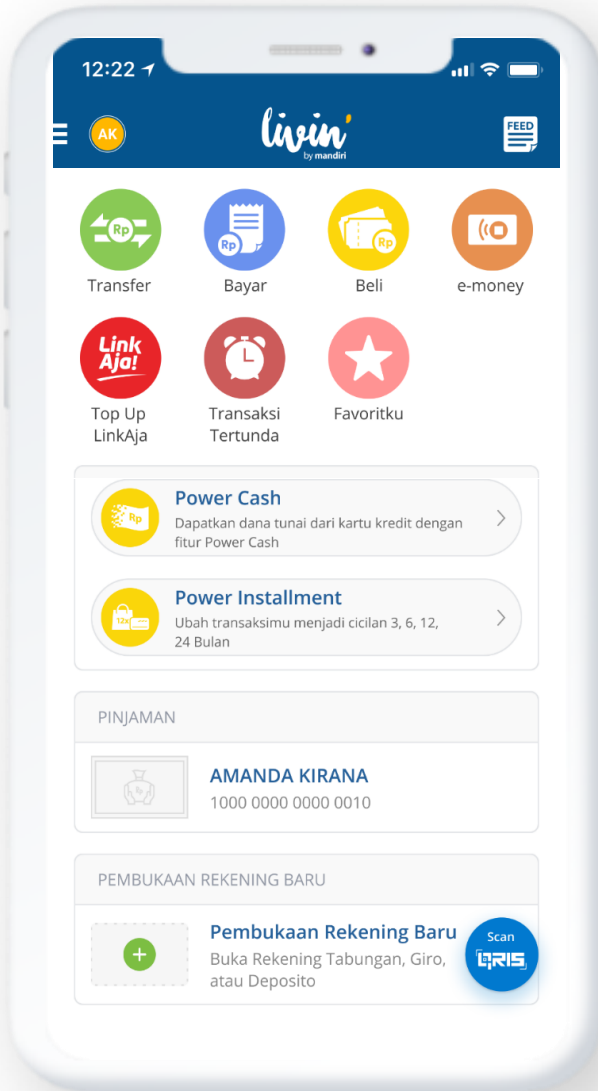 12:22
AK
livin'
by mandiri
FEED
Rp
Rp
Rp
Transfer
Bayar
Beli
e-money
Link
Aja!
Top Up
LinkAja
Transaksi
Tertunda
Favoritku
Rp
Power Cash
Dapatkan dana tunai dari kartu kredit dengan
fitur Power Cash
12x
Power Installment
Ubah transaksimu menjadi cicilan 3, 6, 12,
24 Bulan
PINJAMAN
AMANDA KIRANA
1000 0000 0000 0010
PEMBUKAAN REKENING BARU
Pembukaan Rekening Baru
Buka Rekening Tabungan, Giro,
atau Deposito
Scan
QRIS